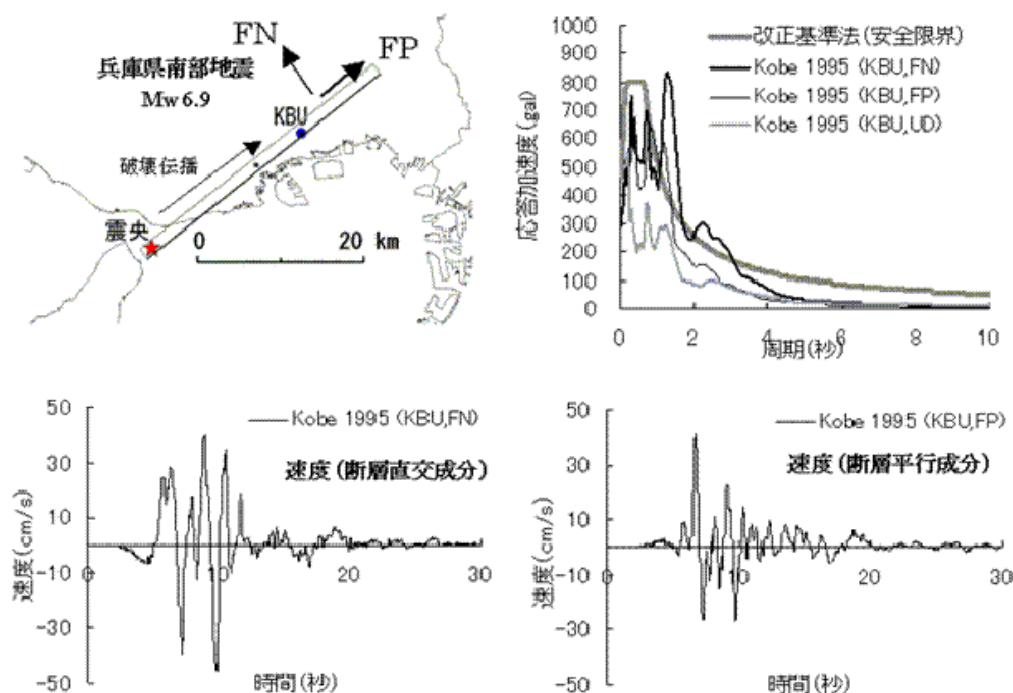 FN
FP
兵庫県南部地震
Mw 6.9
KBU
破壊伝播
震央
0 20 km
1000
900
800
700
600
500
400
300
200
100
0
応答加速度(gal)
改正基準法(安全限界)
Kobe 1995 (KBU,FN)
Kobe 1995 (KBU,FP)
Kobe 1995 (KBU,UD)
0 2 4 6 8 10
周期(秒)
50
30
10
-10
-30
-50
速度(cm/s)
Kobe 1995 (KBU,FN)
速度(断層直交成分)
0 10 20 30
時間(秒)
50
30
10
-10
-30
-50
速度(cm/s)
Kobe 1995 (KBU,FP)
速度(断層平行成分)
0 10 20 30
時間(秒)